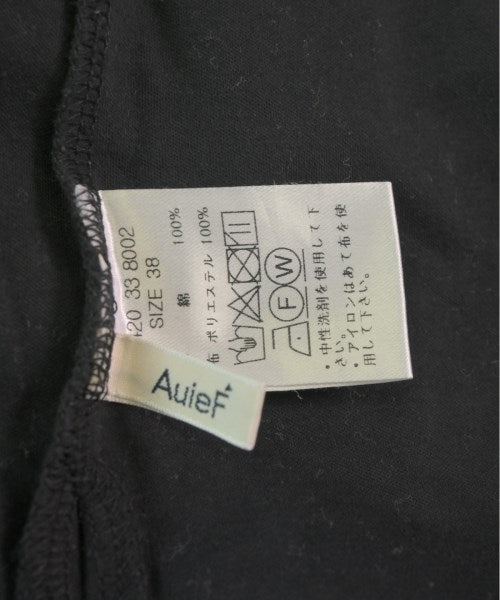 420 33 8002
SIZE 38
綿 100%
布 ポリエステル 100%
F W
・中性洗剤を使用して下
さい。
・アイロンはあて布を使
用して下さい。
AuieF